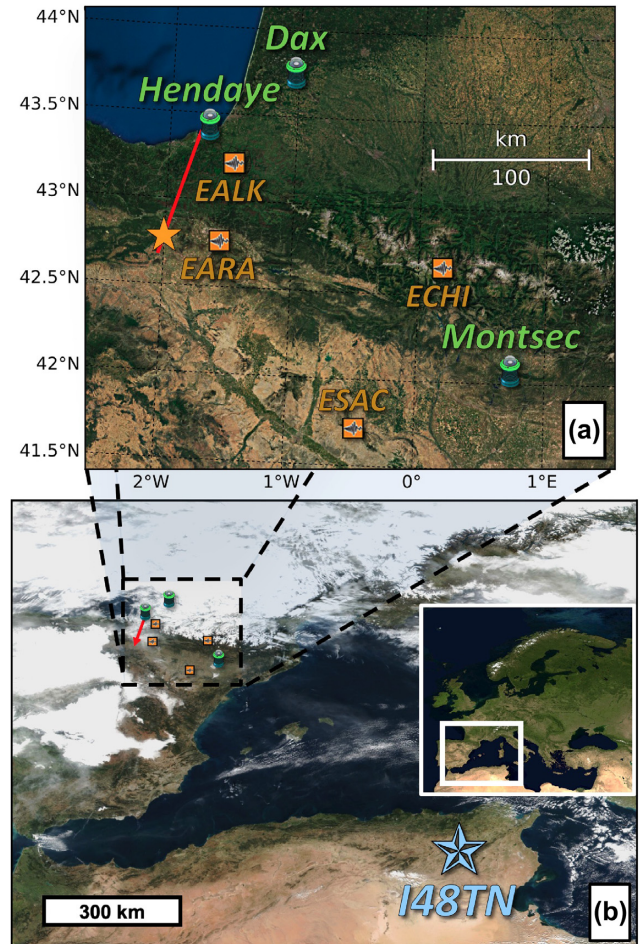 44°N
Dax
Hendaye
43.5°N
km
100
43°N
EALK
EARA
42.5°N
ECHI
Montsec
42°N
ESAC
(a)
41.5°N
2°W
1°W
0°
1°E
I48TN
300 km
(b)